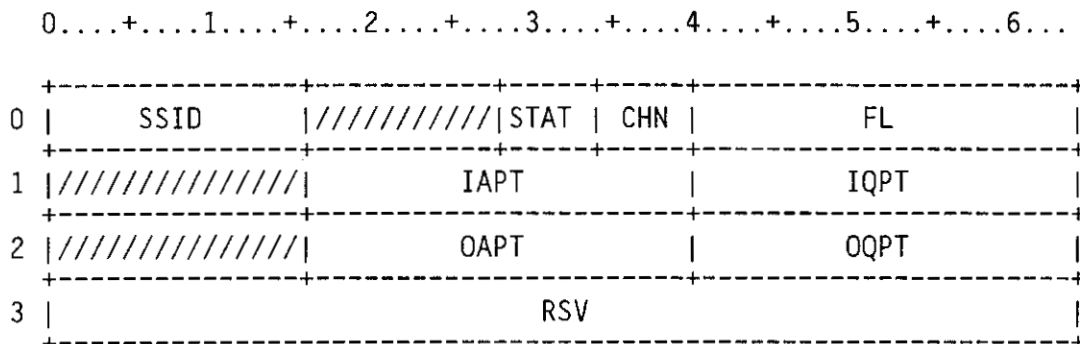 0....+....1....+....2....+....3....+....4....+....5....+....6...
+---------------+-----------+-----+-----+-----------------------+
0 |     SSID      |///////////|STAT | CHN |          FL           |
+---------------+-----------+-----+-----+-----------------------+
1 |///////////////|         IAPT          |         IQPT          |
+---------------+-----------------------+-----------------------+
2 |///////////////|         OAPT          |         OQPT          |
+---------------+-----------------------+-----------------------+
3 |                              RSV                              |
+---------------------------------------------------------------+